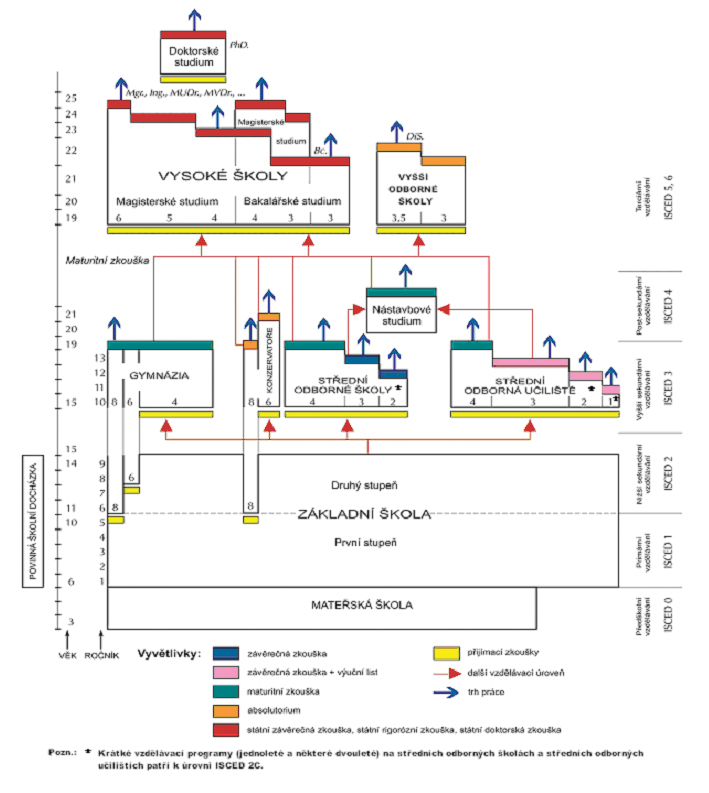 Doktorské
studium
PhD.
Mgr., Ing., MUDr., MVDr., ...
Magisterské
studium
Bc.
DiS.
VYSOKÉ ŠKOLY
VYŠŠÍ
ODBORNÉ
ŠKOLY
Magisterské studium
Bakalářské studium
6 5 4 4 3 3
3,5 3
25
24
23
22
21
20
19
Terciární
vzdělávání
ISCED 5, 6
Maturitní zkouška
Nástavbové
studium
21
20
19
Post-sekundární
vzdělávání
ISCED 4
GYMNÁZIA
KONZERVATOŘE
STŘEDNÍ
ODBORNÉ ŠKOLY *
STŘEDNÍ
ODBORNÁ UČILIŠTĚ * *
13
12
11
10
15
8 6 4
8 6
4 3 2
4 3 2 1
Vyšší sekundární
vzdělávání
ISCED 3
POVINNÁ ŠKOLNÍ DOCHÁZKA
15
14
11
10
6
3
9
8
7
6
5
4
3
2
1
8
6
8
Druhý stupeň
ZÁKLADNÍ ŠKOLA
První stupeň
MATEŘSKÁ ŠKOLA
Nižší sekundární
vzdělávání
ISCED 2
Primární
vzdělávání
ISCED 1
Předškolní
vzdělávání
ISCED 0
VĚK ROČNÍK
Vyvětlivky:
závěrečná zkouška
závěrečná zkouška + výuční list
maturitní zkouška
absolutorium
státní závěrečná zkouška, státní rigorózní zkouška, státní doktorská zkouška
přijímací zkoušky
další vzdělávací úroveň
trh práce
Pozn.: * Krátké vzdělávací programy (jednoleté a některé dvouleté) na středních odborných školách a středních odborných
učilištích patří k úrovni ISCED 2C.